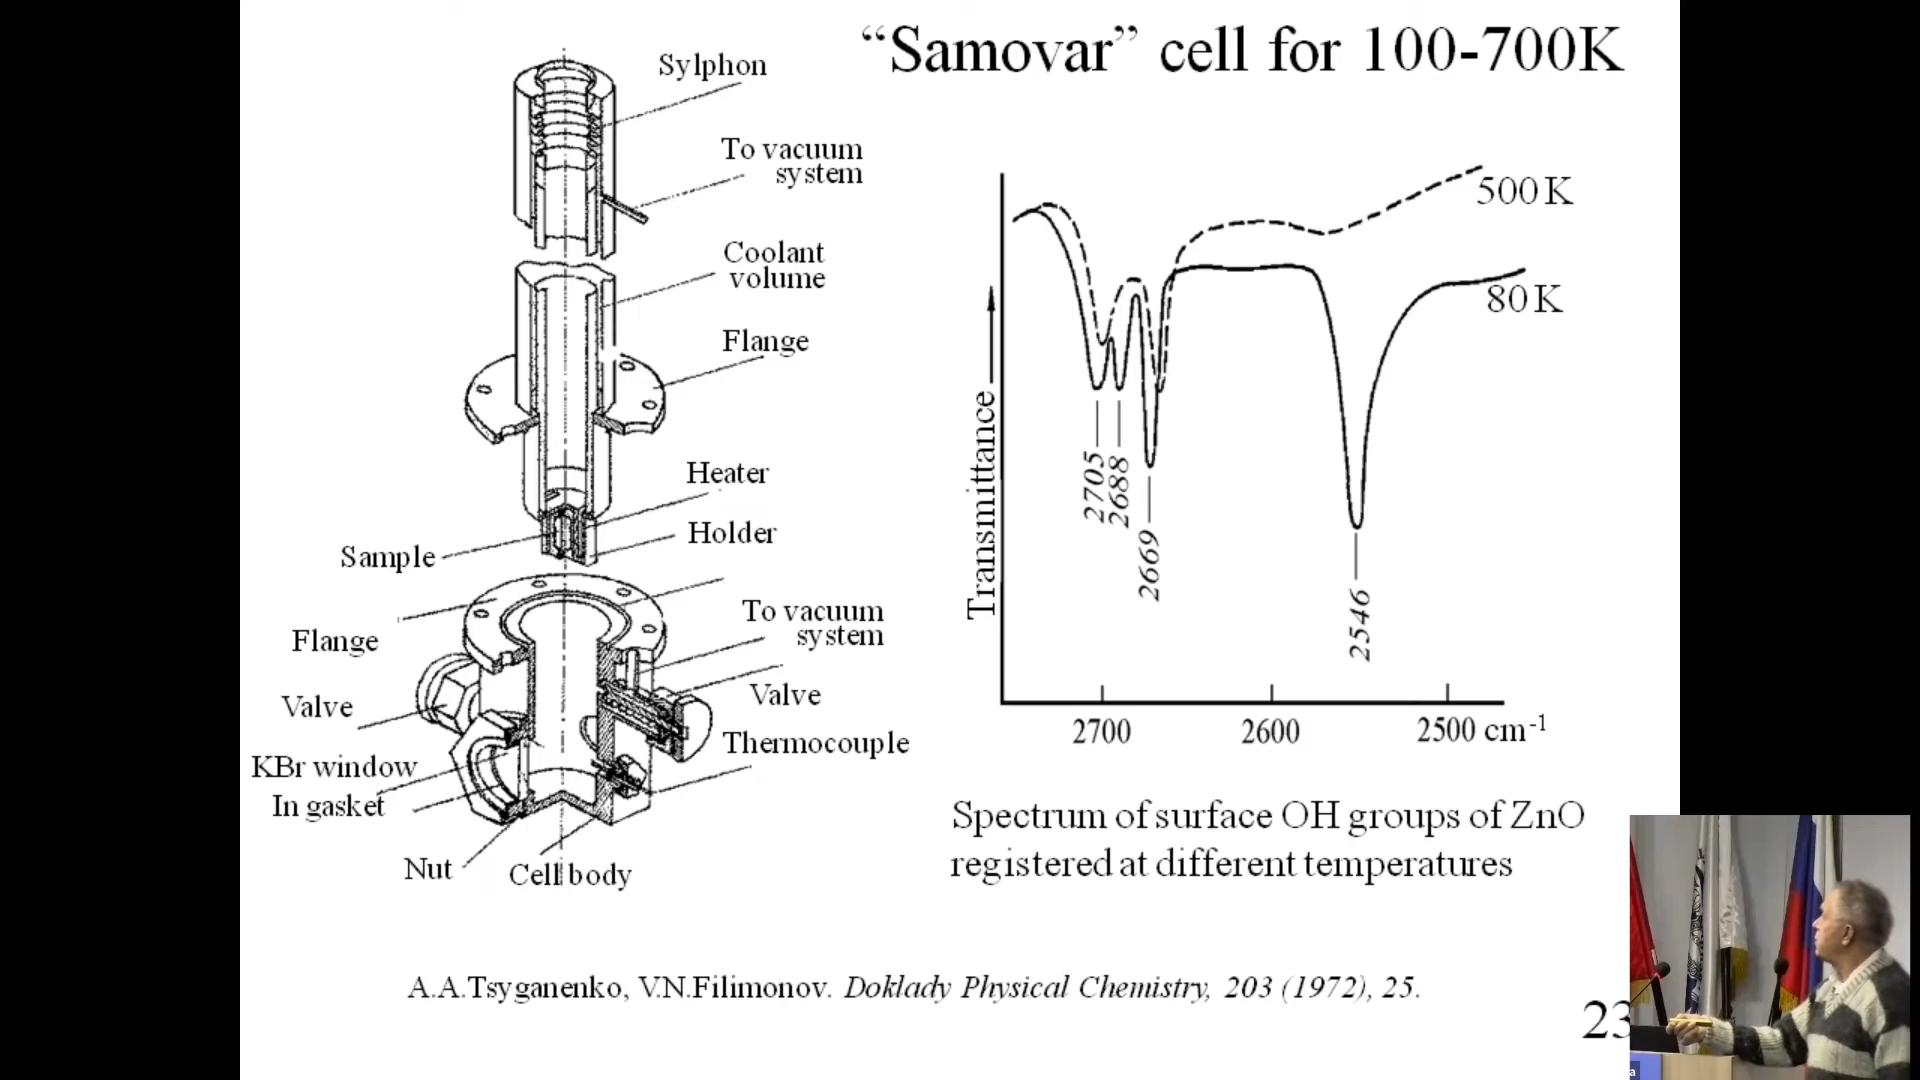 “Samovar” cell for 100-700K
Sylphon
To vacuum
system
Coolant
volume
Flange
Heater
Holder
Sample
Flange
To vacuum
system
Valve
Valve
Thermocouple
KBr window
In gasket
Nut
Cell body
500 K
80 K
Transmittance
2705
2688
2669
2546
2700
2600
2500 cm-1
Spectrum of surface OH groups of ZnO
registered at different temperatures
A.A.Tsyganenko, V.N.Filimonov. Doklady Physical Chemistry, 203 (1972), 25.
23